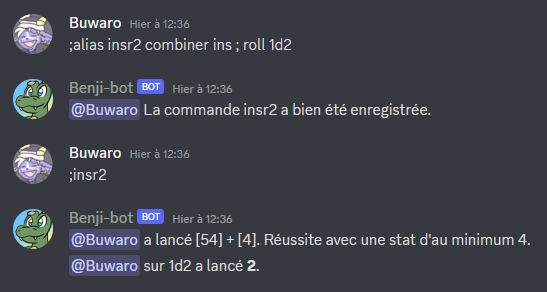 Buwaro Hier à 12:36
;alias insr2 combiner ins ; roll 1d2
Benji-bot BOT Hier à 12:36
@Buwaro La commande insr2 a bien été enregistrée.
Buwaro Hier à 12:36
;insr2
Benji-bot BOT Hier à 12:36
@Buwaro a lancé [54] + [4]. Réussite avec une stat d'au minimum 4.
@Buwaro sur 1d2 a lancé 2.